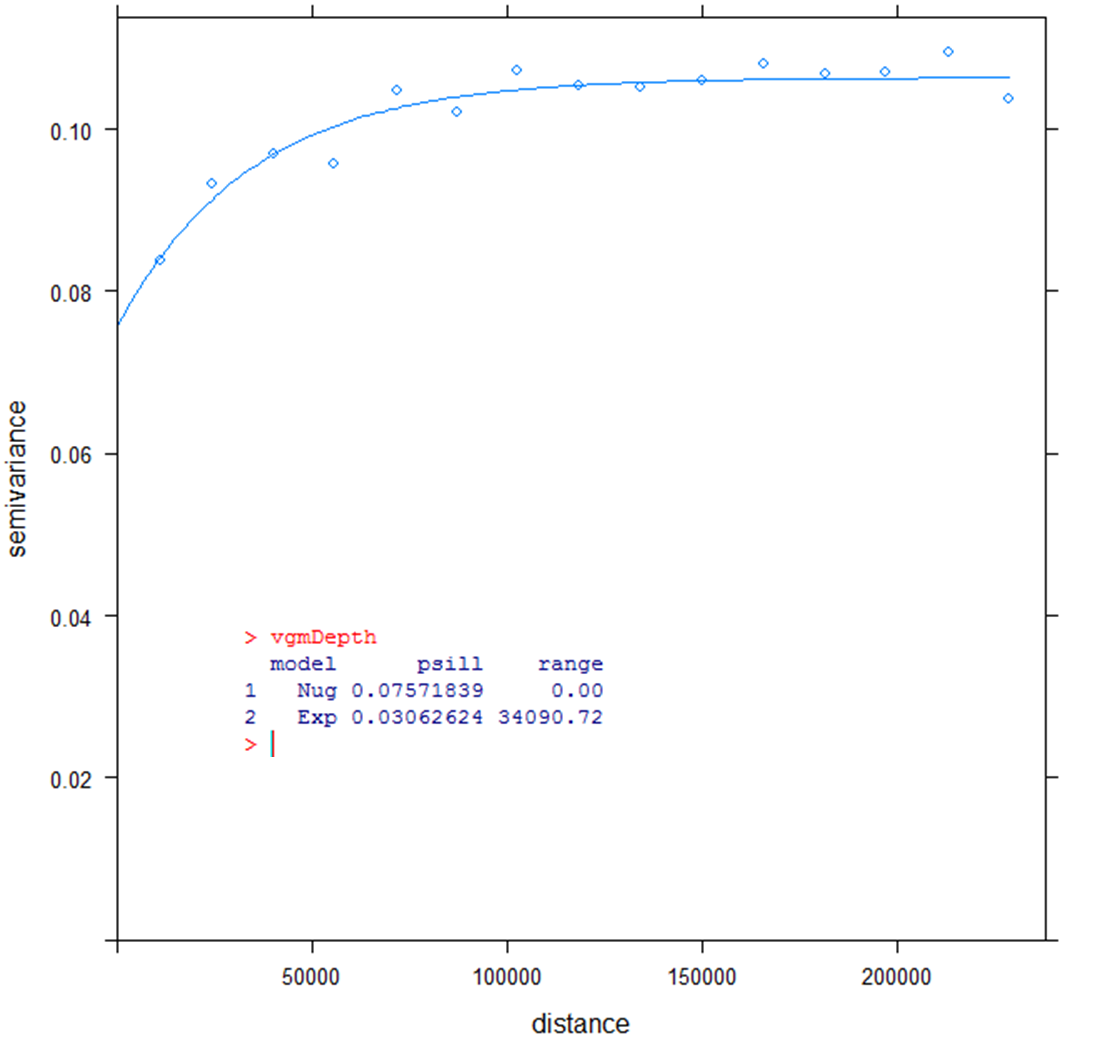 0.10
0.08
0.06
0.04
0.02
semivariance
> vgmDepth
model psill range
1 Nug 0.07571839 0.00
2 Exp 0.03062624 34090.72
>
50000 100000 150000 200000
distance